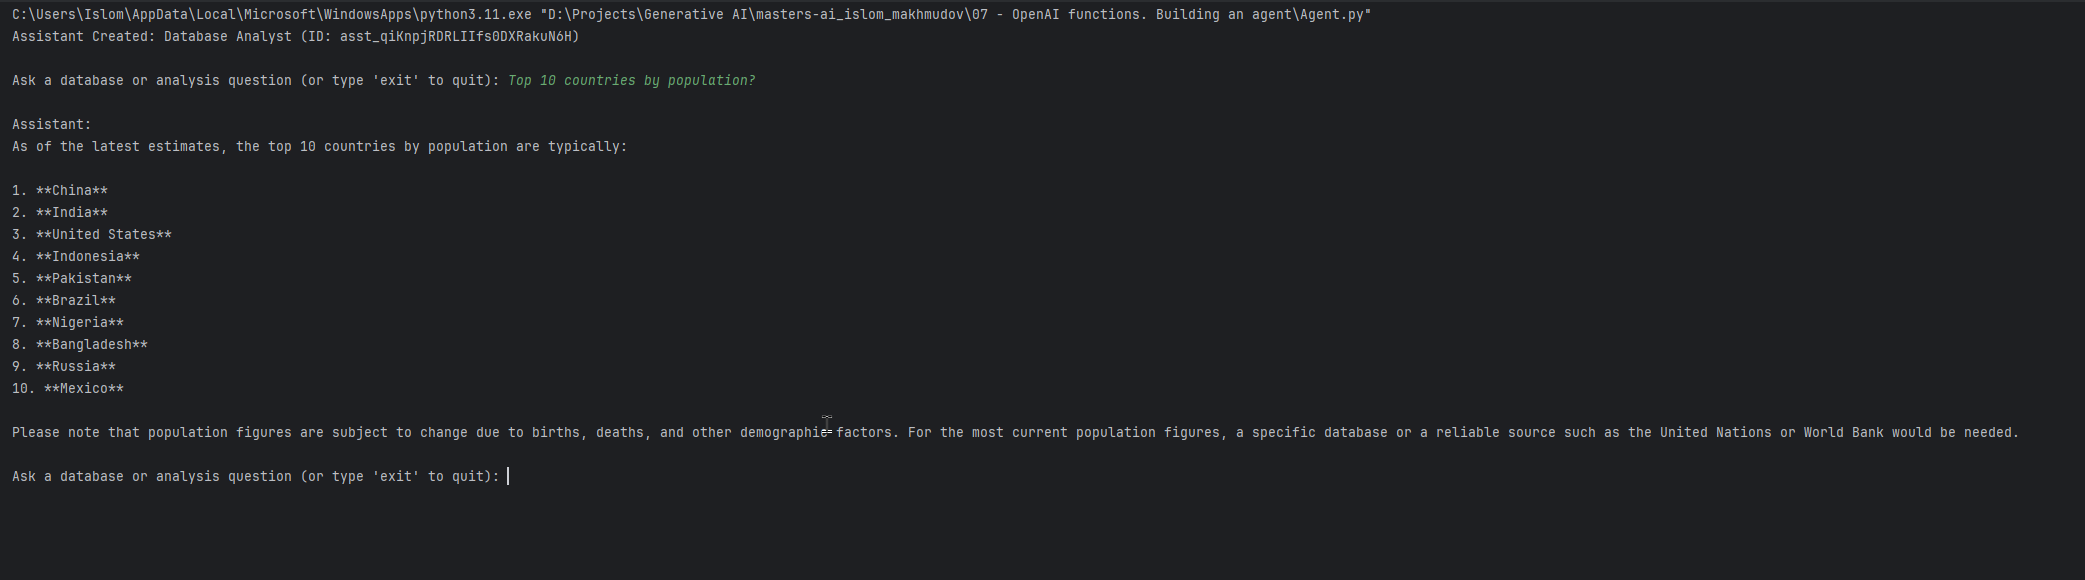 C:\Users\Islom\AppData\Local\Microsoft\WindowsApps\python3.11.exe "D:\Projects\Generative AI\masters-ai_islom_makhmudov\07 - OpenAI functions. Building an agent\Agent.py"
Assistant Created: Database Analyst (ID: asst_qiKnpjRDRLIIfs0DXRakuN6H)
Ask a database or analysis question (or type 'exit' to quit): Top 10 countries by population?
Assistant:
As of the latest estimates, the top 10 countries by population are typically:
1. **China**
2. **India**
3. **United States**
4. **Indonesia**
5. **Pakistan**
6. **Brazil**
7. **Nigeria**
8. **Bangladesh**
9. **Russia**
10. **Mexico**
Please note that population figures are subject to change due to births, deaths, and other demographic factors. For the most current population figures, a specific database or a reliable source such as the United Nations or World Bank would be needed.
Ask a database or analysis question (or type 'exit' to quit):